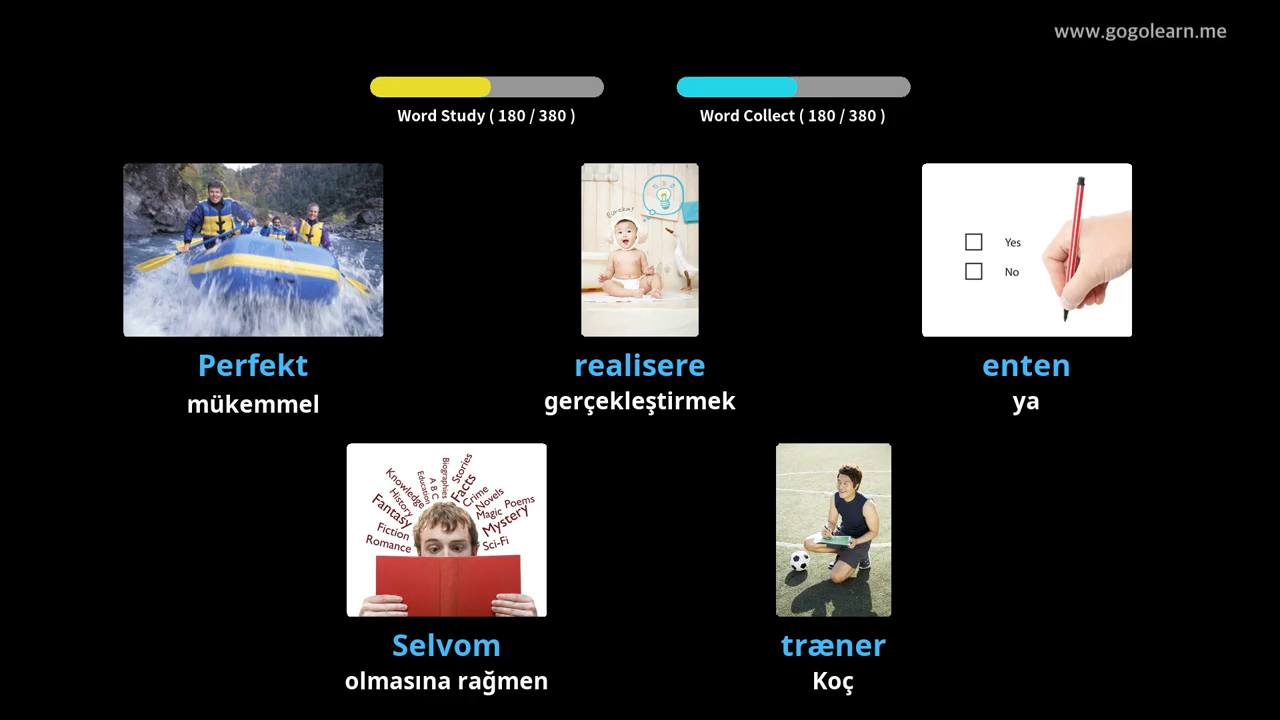 www.gogolearn.me
Word Study ( 180 / 380 )
Word Collect ( 180 / 380 )
Eureka!
Yes
No
Perfekt
mükemmel
realisere
gerçekleştirmek
enten
ya
Stories
Biographies
A B C
Education
Knowledge
Facts
Crime
History
Novels
Fantasy
Magic
Poems
Mystery
Fiction
Romance
Sci-Fi
Selvom
olmasına rağmen
træner
Koç